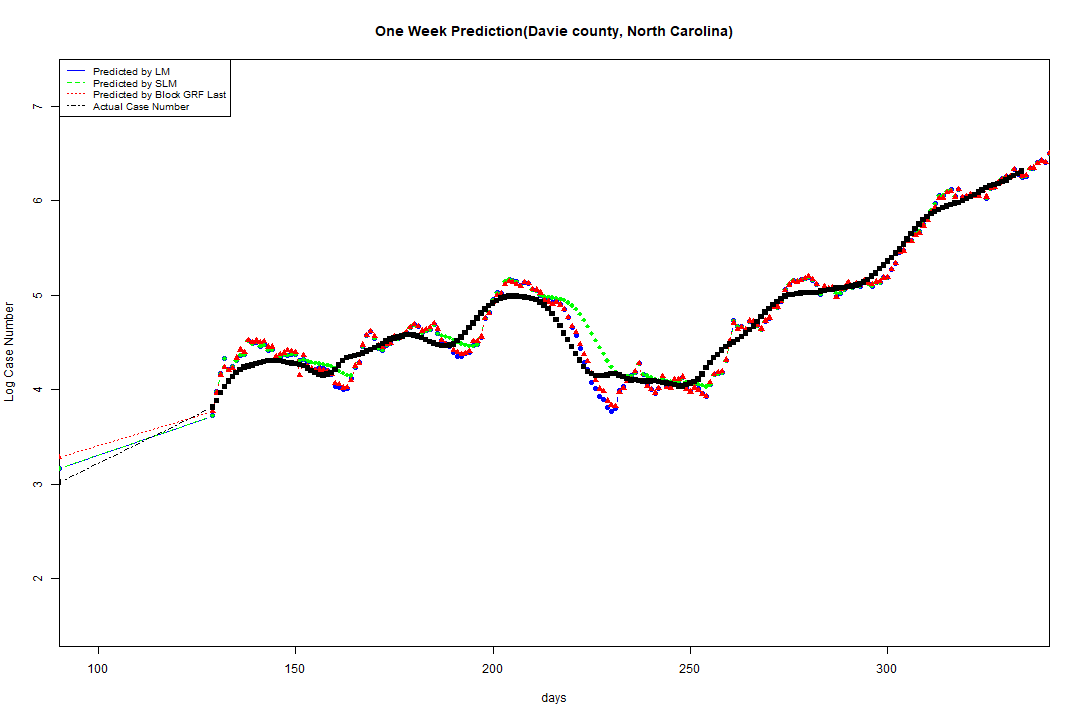 One Week Prediction(Davie county, North Carolina)
Predicted by LM
Predicted by SLM
Predicted by Block GRF Last
Actual Case Number
7
6
5
4
3
2
Log Case Number
100 150 200 250 300
days